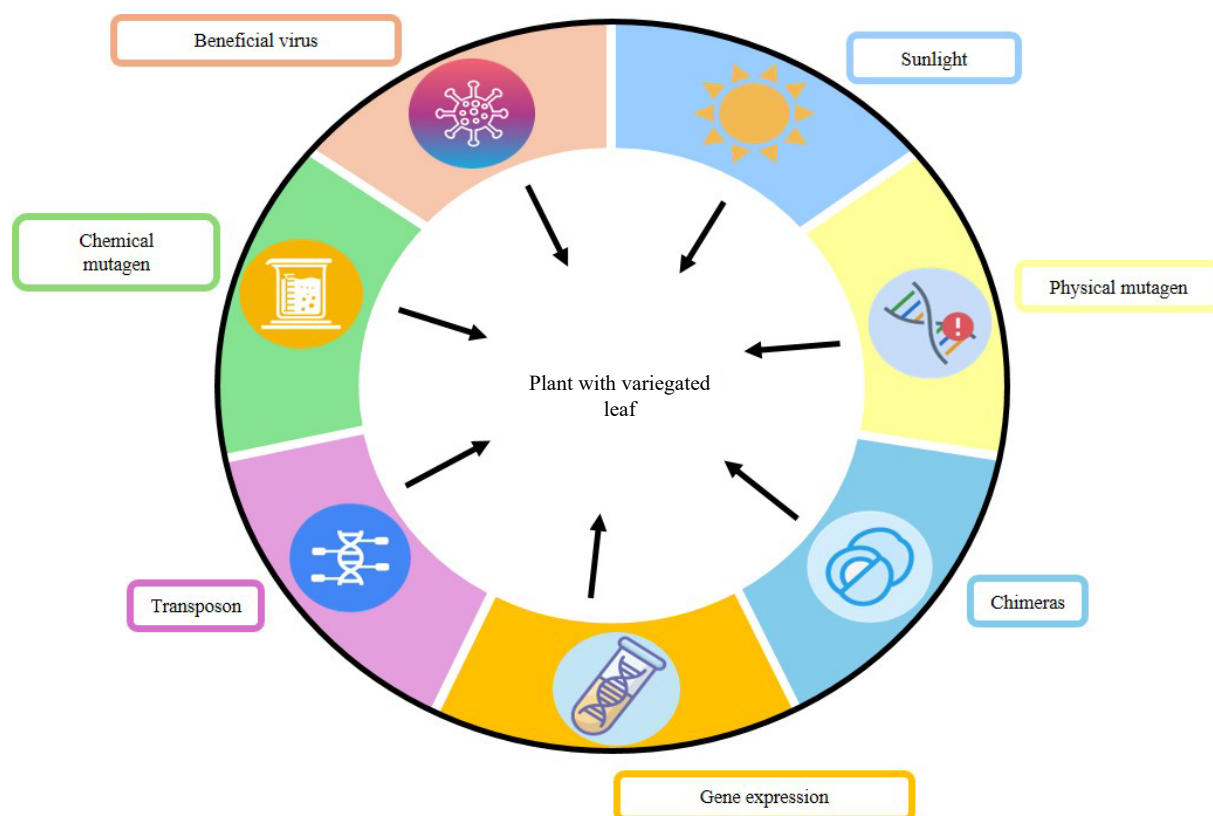 Beneficial virus
Sunlight
Chemical
mutagen
Physical mutagen
Plant with variegated
leaf
Transposon
Chimeras
Gene expression